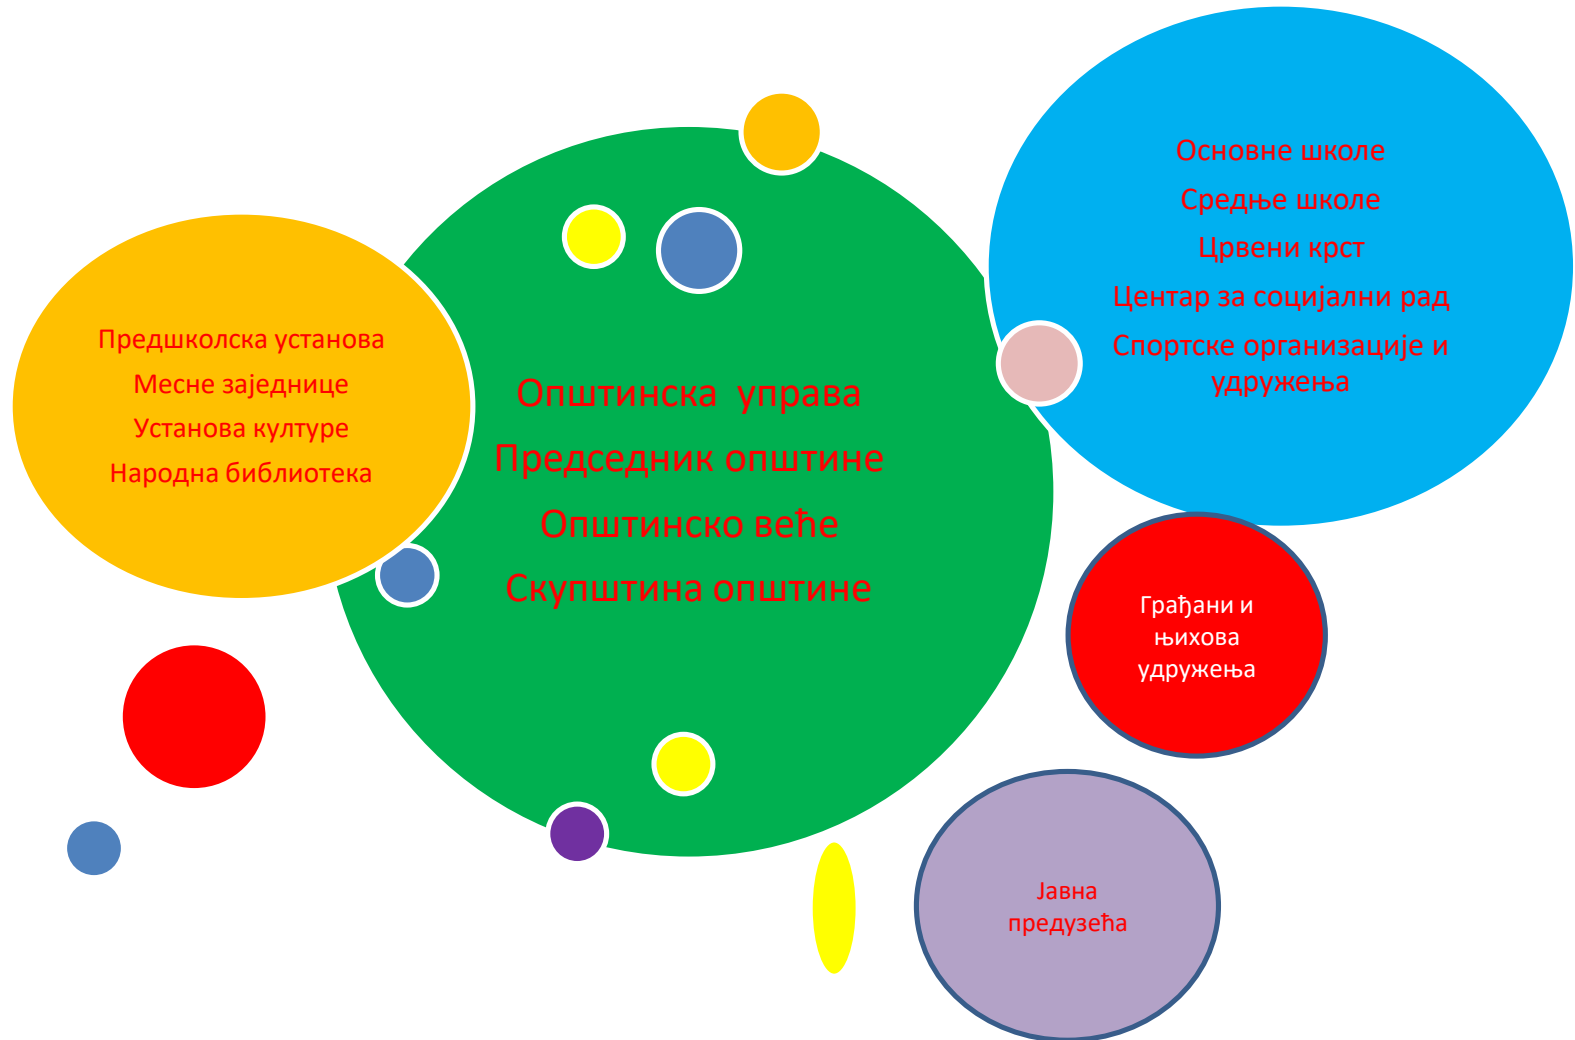 Предшколска установа
Месне заједнице
Установа културе
Народна библиотека
Општинска  управа
Председник општине
Општинско веће
Скупштина општине
Основне школе
Средње школе
Црвени крст
Центар за социјални рад
Спортске организације и
удружења
Грађани и
њихова
удружења
Јавна
предузећа